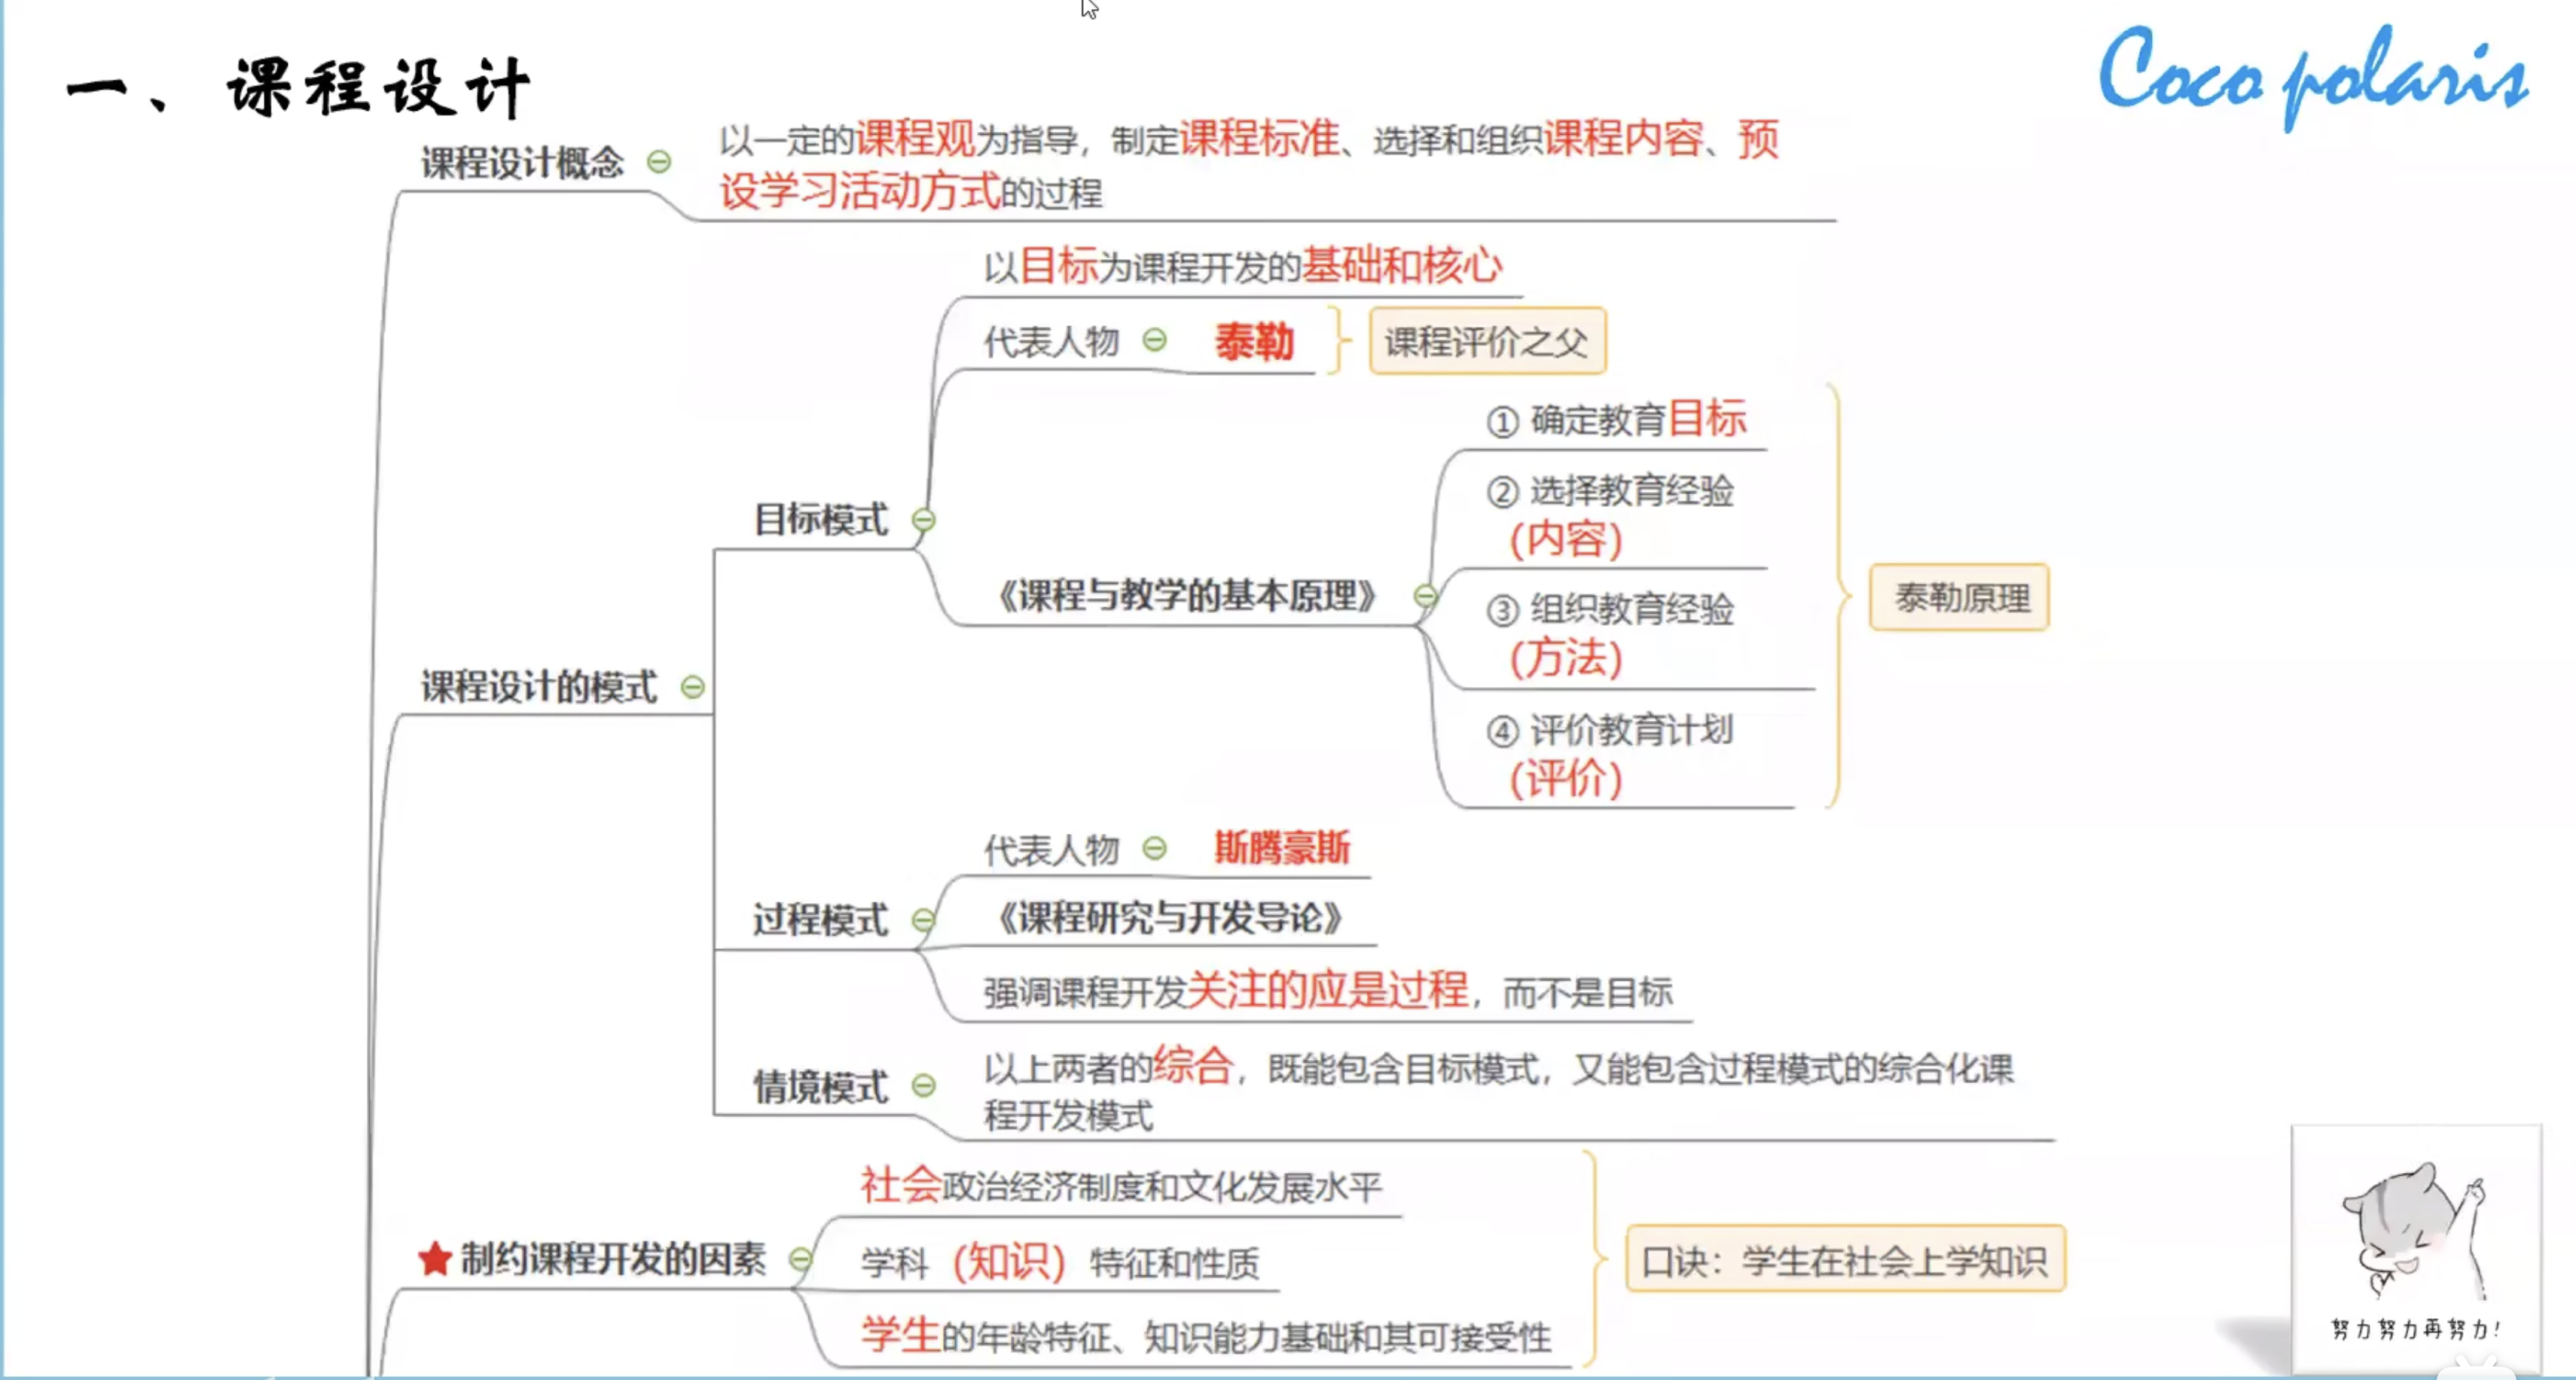 一、课程设计
Coco polaris
课程设计概念
以一定的课程观为指导，制定课程标准、选择和组织课程内容、预
设学习活动方式的过程
以目标为课程开发的基础和核心
代表人物
泰勒
课程评价之父
目标模式
《课程与教学的基本原理》
① 确定教育目标
② 选择教育经验
(内容)
③ 组织教育经验
(方法)
④ 评价教育计划
(评价)
泰勒原理
课程设计的模式
代表人物
斯腾豪斯
过程模式
《课程研究与开发导论》
强调课程开发关注的应是过程，而不是目标
情境模式
以上两者的综合，既能包含目标模式，又能包含过程模式的综合化课
程开发模式
社会政治经济制度和文化发展水平
制约课程开发的因素
学科（知识）特征和性质
学生的年龄特征、知识能力基础和其可接受性
口诀：学生在社会上学知识
努力努力再努力!